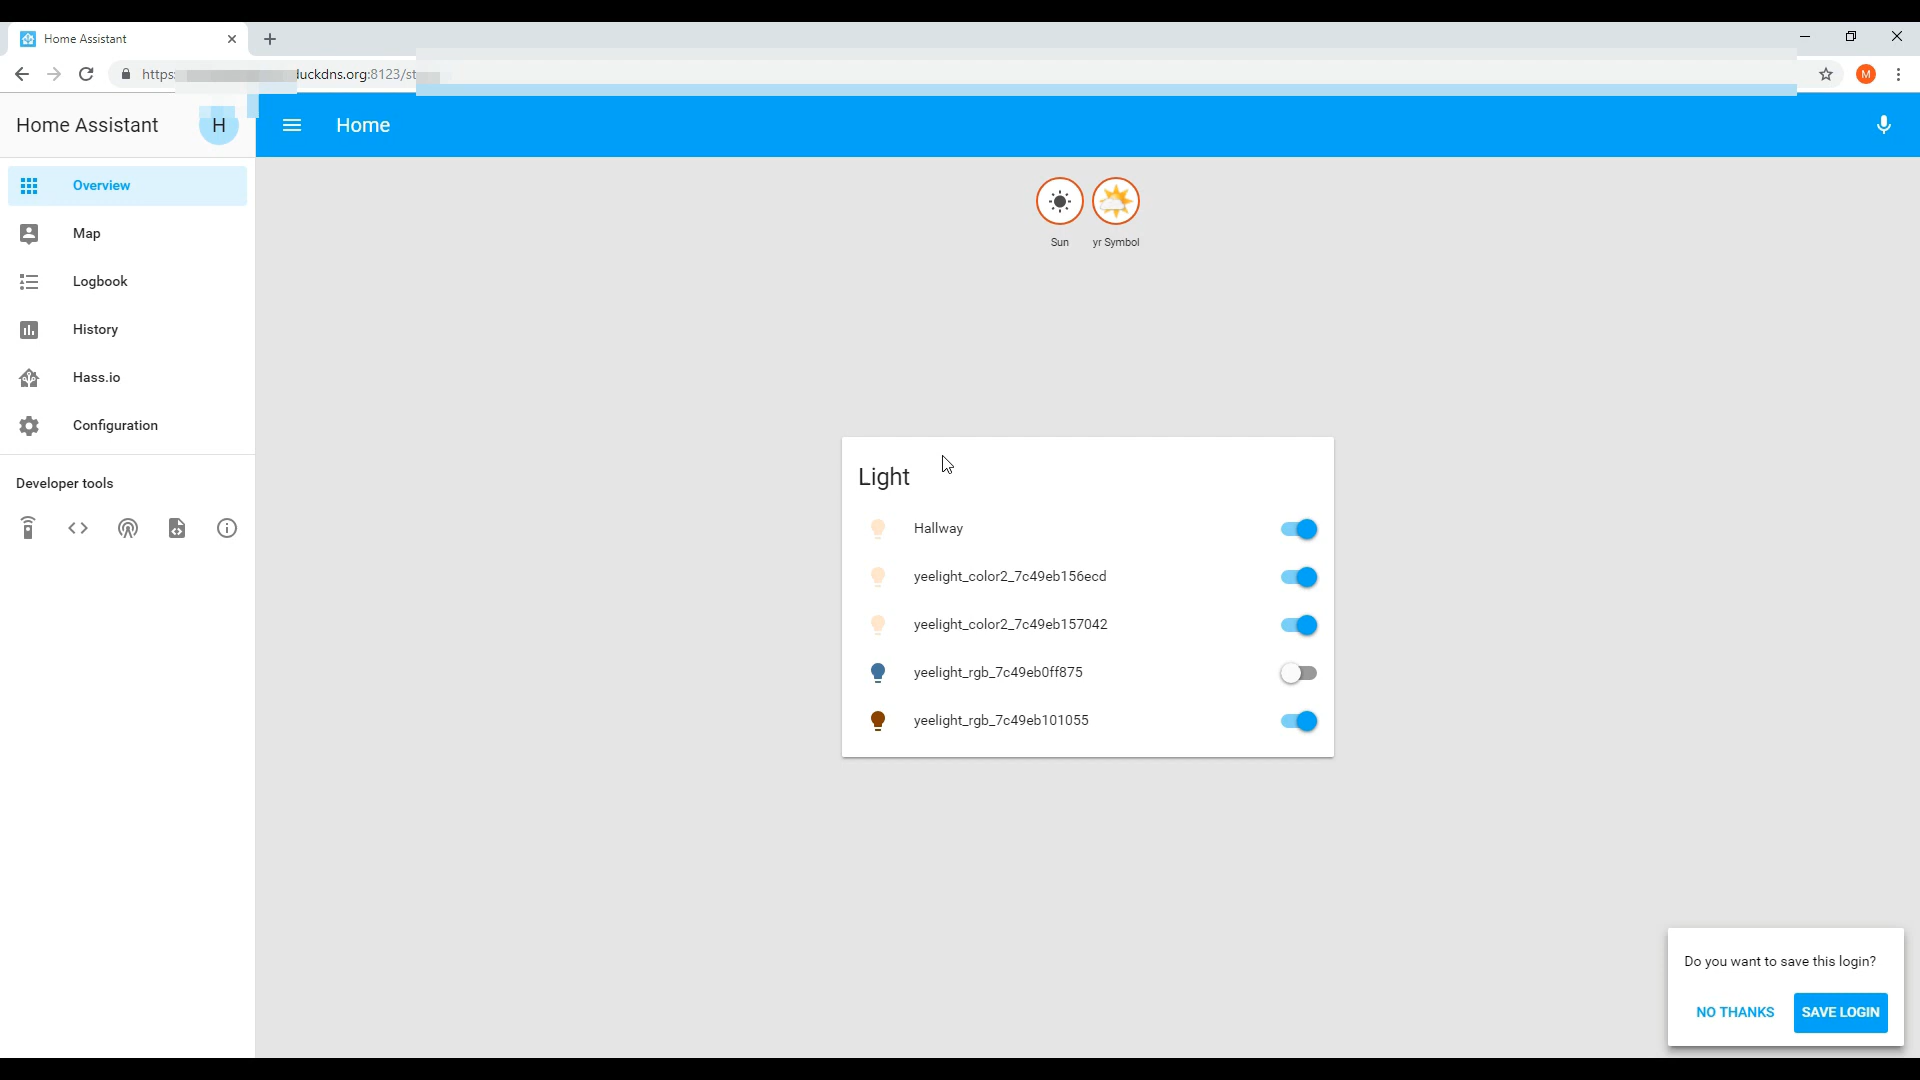 Home Assistant
https: uckdns.org:8123/st
Home Assistant H
Home
M
Overview
Map
Logbook
History
Hass.io
Configuration
Developer tools
Sun
yr Symbol
Light
Hallway
yeelight_color2_7c49eb156ecd
yeelight_color2_7c49eb157042
yeelight_rgb_7c49eb0ff875
yeelight_rgb_7c49eb101055
Do you want to save this login?
NO THANKS
SAVE LOGIN